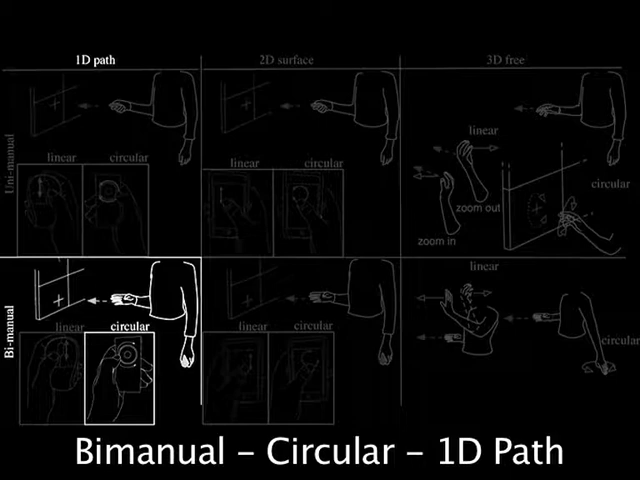 1D path 2D surface 3D free
Uni-manual
linear
linear circular linear circular circular
zoom out
zoom in
Bi-manual
linear
linear circular linear circular circular
Bimanual - Circular - 1D Path